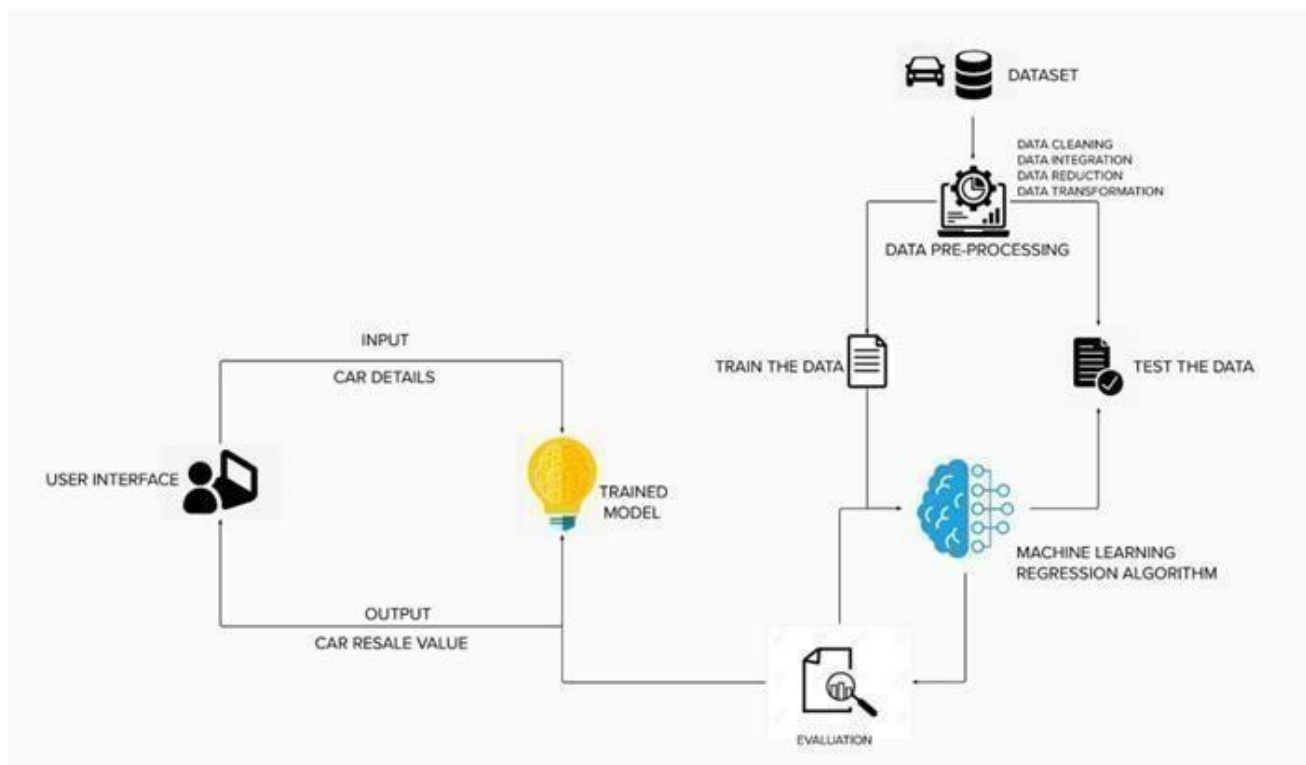 DATASET
DATA CLEANING
DATA INTEGRATION
DATA REDUCTION
DATA TRANSFORMATION
DATA PRE-PROCESSING
INPUT
CAR DETAILS
TRAIN THE DATA
TEST THE DATA
USER INTERFACE
TRAINED
MODEL
MACHINE LEARNING
REGRESSION ALGORITHM
OUTPUT
CAR RESALE VALUE
EVALUATION